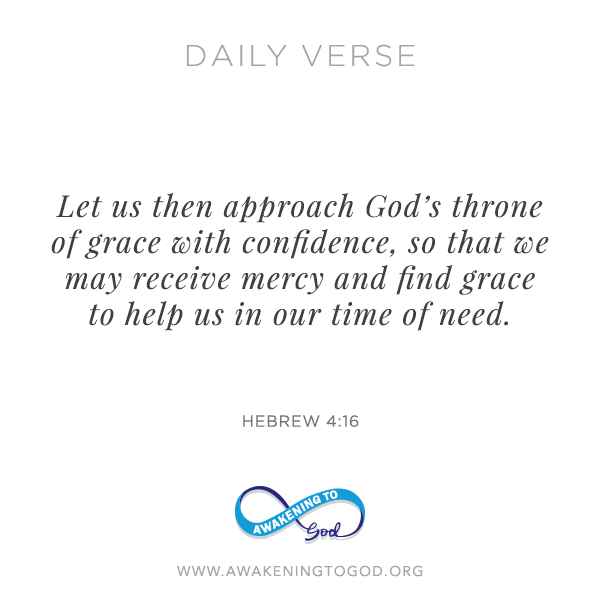 DAILY VERSE
Let us then approach God’s throne
of grace with confidence, so that we
may receive mercy and find grace
to help us in our time of need.
HEBREW 4:16
AWAKENING TO
God
WWW.AWAKENINGTOGOD.ORG